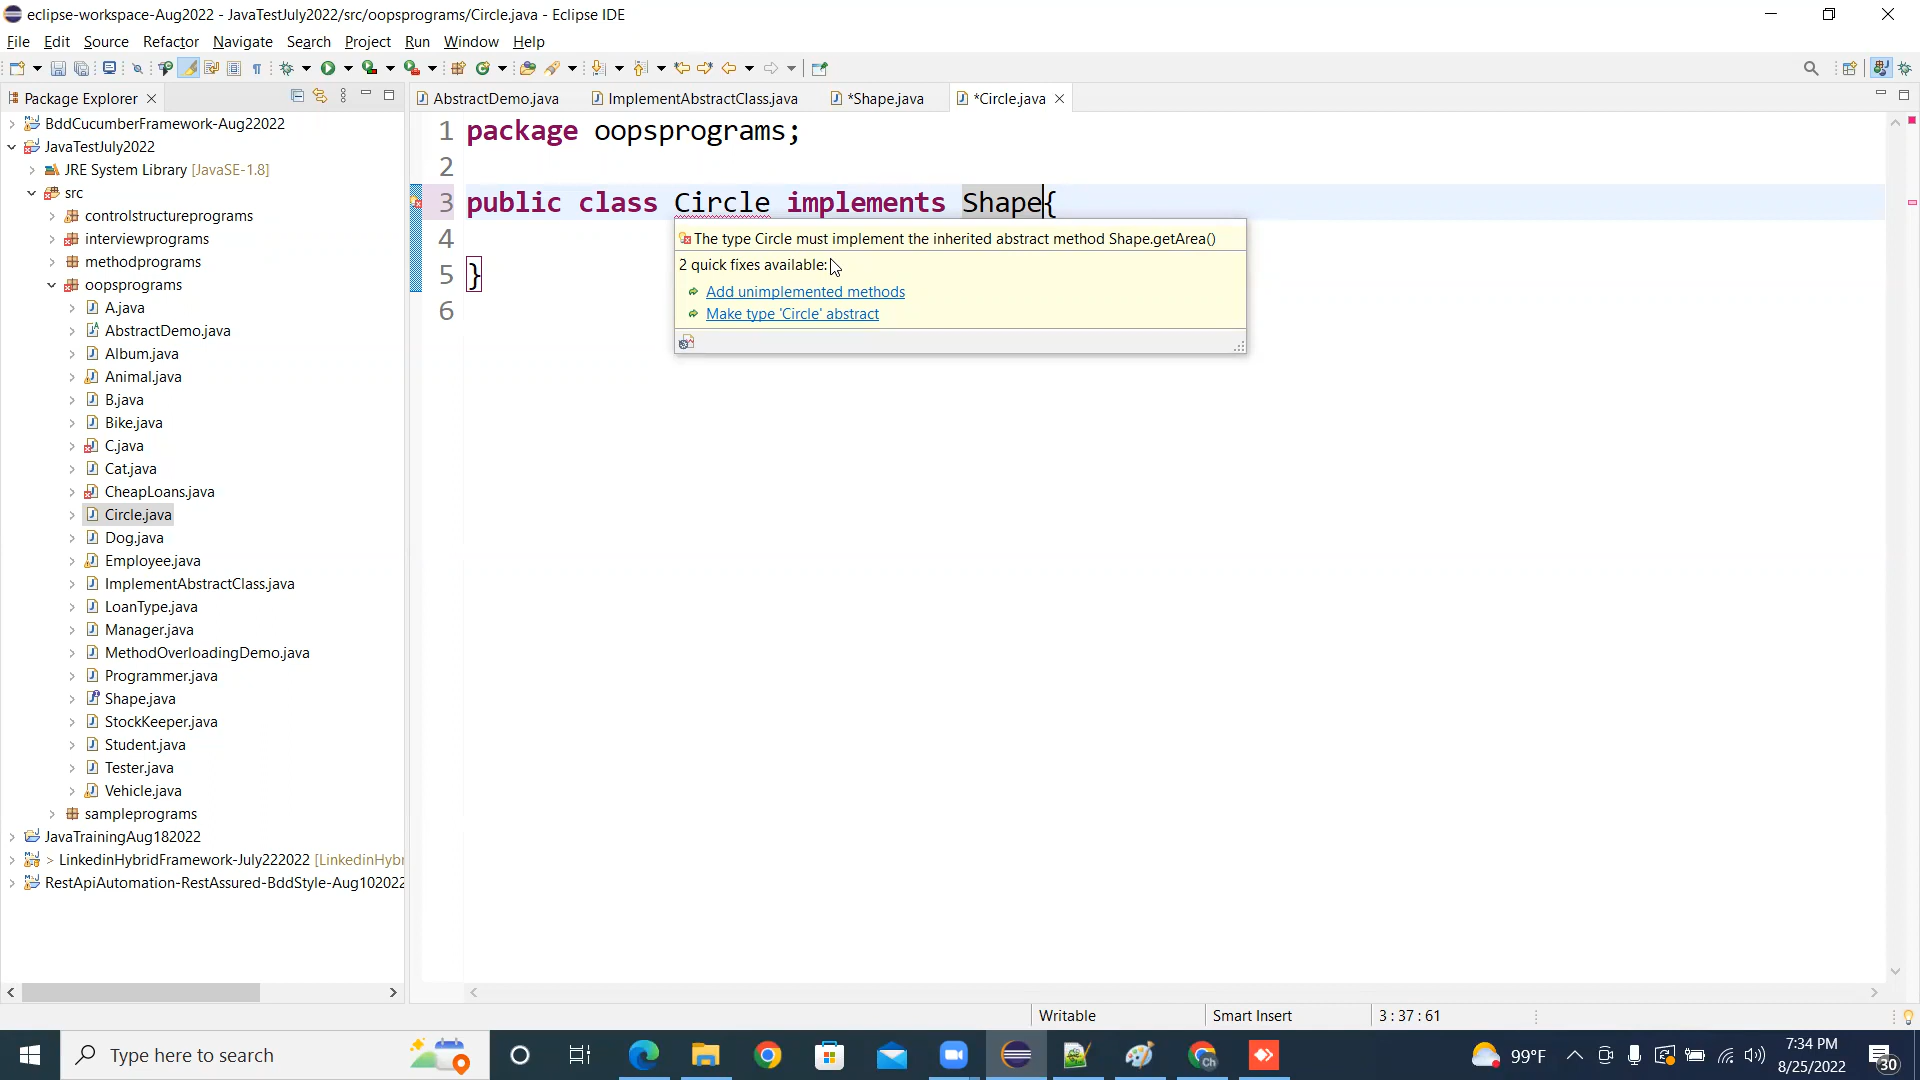 eclipse-workspace-Aug2022 - JavaTestJuly2022/src/oopsprograms/Circle.java - Eclipse IDE
File Edit Source Refactor Navigate Search Project Run Window Help
Package Explorer
AbstractDemo.java ImplementAbstractClass.java *Shape.java *Circle.java
BddCucumberFramework-Aug22022
JavaTestJuly2022
JRE System Library [JavaSE-1.8]
src
controlstructureprograms
interviewprograms
methodprograms
oopsprograms
A.java
AbstractDemo.java
Album.java
Animal.java
B.java
Bike.java
C.java
Cat.java
CheapLoans.java
Circle.java
Dog.java
Employee.java
ImplementAbstractClass.java
LoanType.java
Manager.java
MethodOverloadingDemo.java
Programmer.java
Shape.java
StockKeeper.java
Student.java
Tester.java
Vehicle.java
sampleprograms
JavaTrainingAug182022
> LinkedinHybridFramework-July222022 [LinkedinHybr
RestApiAutomation-RestAssured-BddStyle-Aug102022
1 package oopsprograms;
2
3 public class Circle implements Shape{
4
5 }
6
The type Circle must implement the inherited abstract method Shape.getArea()
2 quick fixes available:
Add unimplemented methods
Make type 'Circle' abstract
Writable Smart Insert 3 : 37 : 61
Type here to search
99°F
7:34 PM
8/25/2022
30